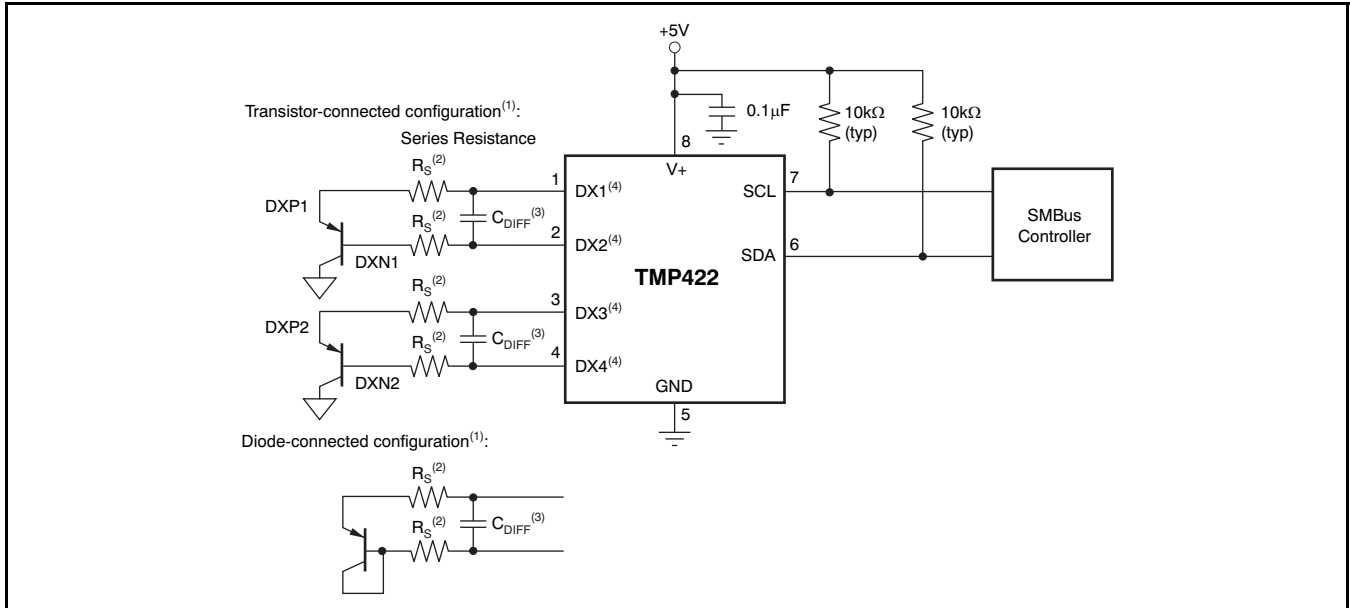 +5V
Transistor-connected configuration(1):
Series Resistance
0.1μF
10kΩ
(typ)
10kΩ
(typ)
8
V+
RS(2)
1
DX1(4)
SCL
7
DXP1
CDIFF(3)
RS(2)
2
DX2(4)
DXN1
SDA
6
SMBus
Controller
TMP422
RS(2)
3
DX3(4)
DXP2
CDIFF(3)
RS(2)
4
DX4(4)
DXN2
GND
5
Diode-connected configuration(1):
RS(2)
CDIFF(3)
RS(2)